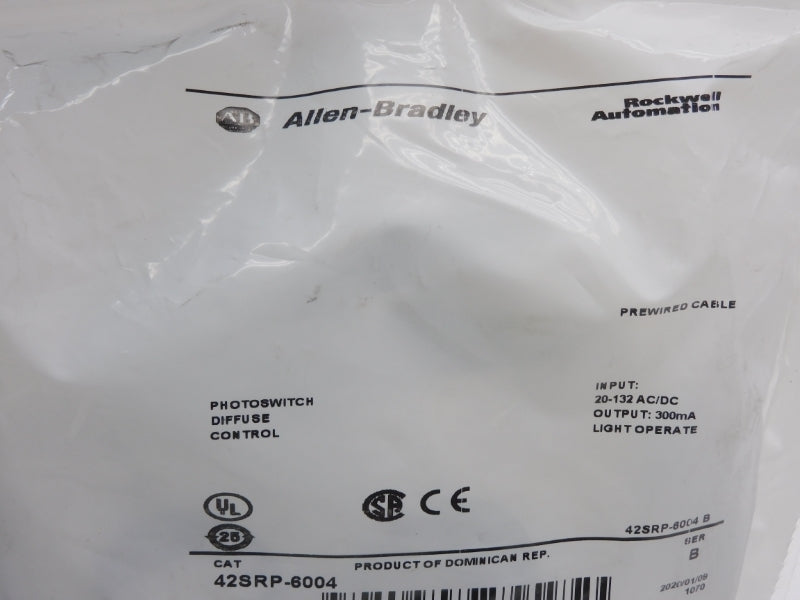 AB Allen-Bradley
Rockwell
Automation
PREWIRED CABLE
PHOTOSWITCH
DIFFUSE
CONTROL
INPUT:
20-132 AC/DC
OUTPUT: 300mA
LIGHT OPERATE
UL
SA CE
25
42SRP-6004 B
SER
B
CAT
42SRP-6004
PRODUCT OF DOMINICAN REP.
2020/01/09
1070